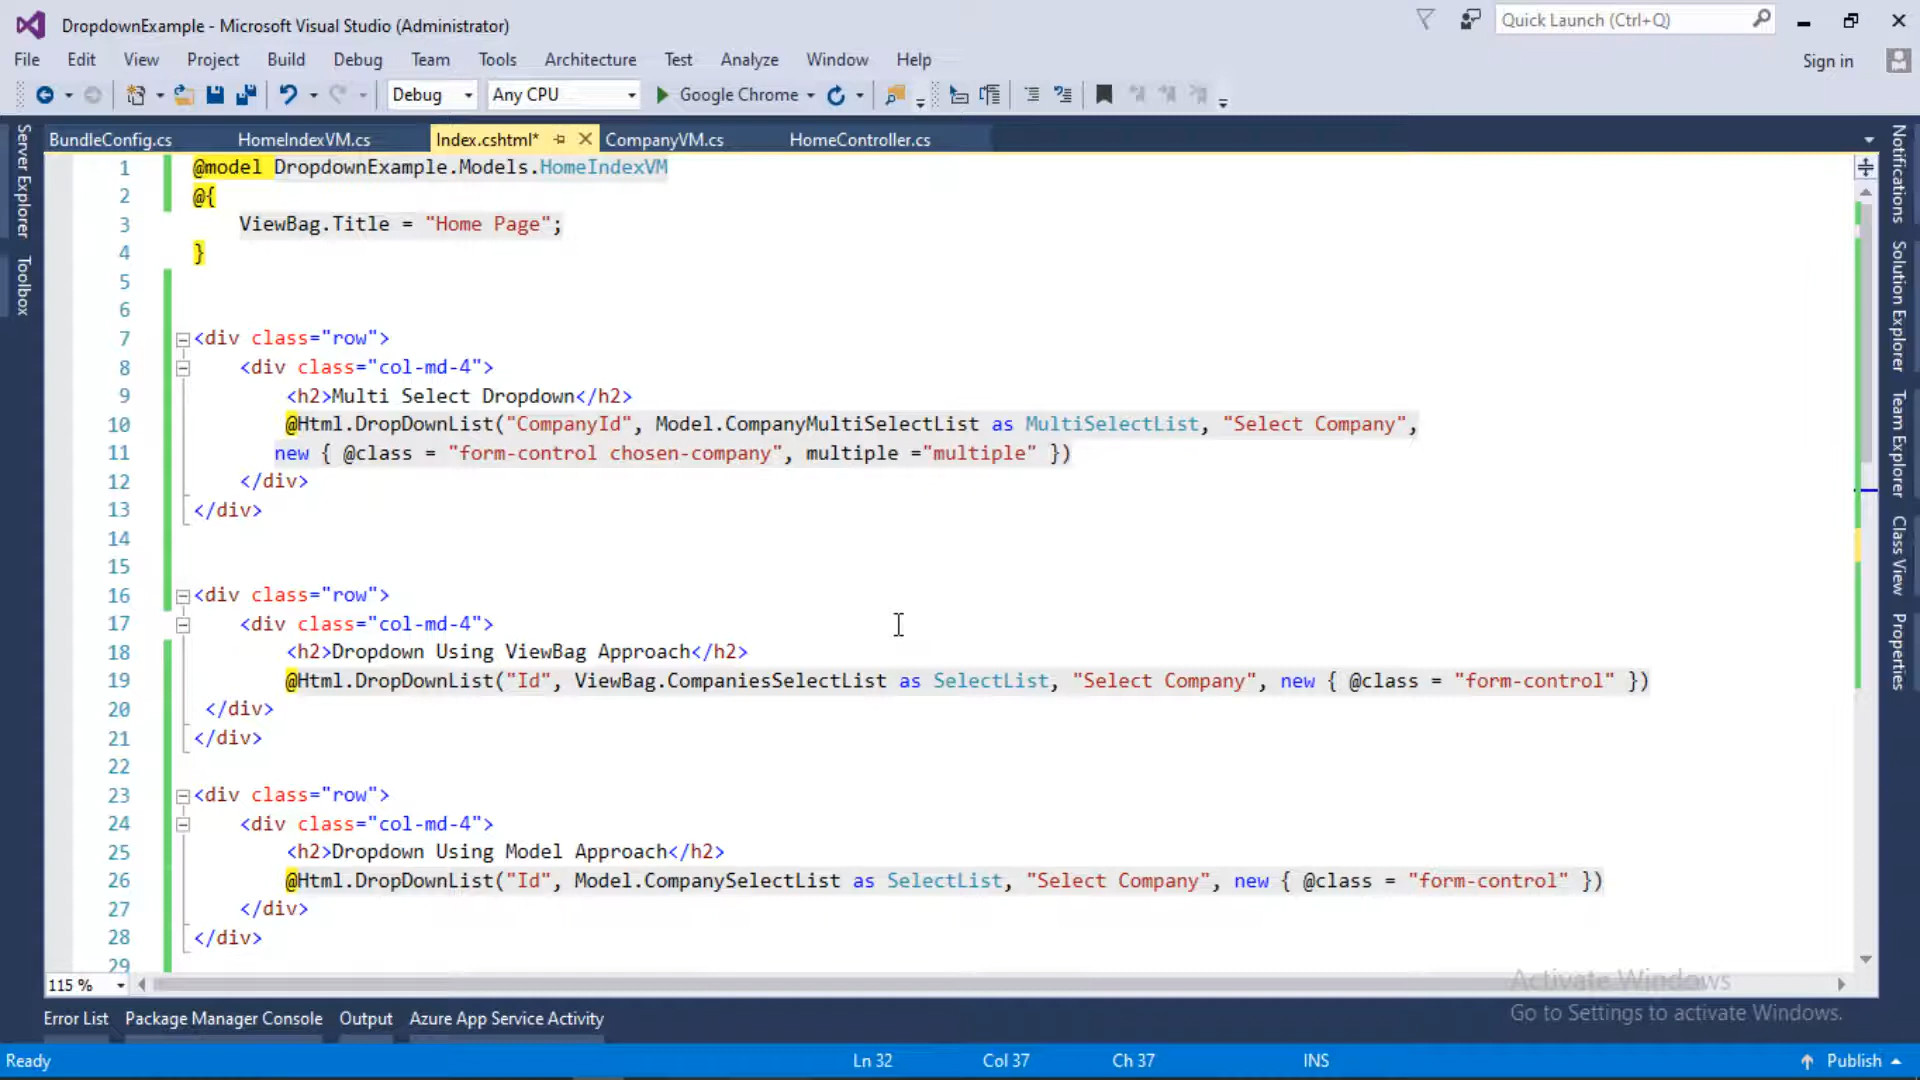 DropdownExample - Microsoft Visual Studio (Administrator)
Quick Launch (Ctrl+Q)
File Edit View Project Build Debug Team Tools Architecture Test Analyze Window Help
Sign in
Debug Any CPU Google Chrome
BundleConfig.cs HomeIndexVM.cs Index.cshtml* CompanyVM.cs HomeController.cs
Server Explorer
Toolbox
1 @model DropdownExample.Models.HomeIndexVM
2 @{
3 ViewBag.Title = "Home Page";
4 }
5
6
7 <div class="row">
8 <div class="col-md-4">
9 <h2>Multi Select Dropdown</h2>
10 @Html.DropDownList("CompanyId", Model.CompanyMultiSelectList as MultiSelectList, "Select Company",
11 new { @class = "form-control chosen-company", multiple ="multiple" })
12 </div>
13 </div>
14
15
16 <div class="row">
17 <div class="col-md-4">
18 <h2>Dropdown Using ViewBag Approach</h2>
19 @Html.DropDownList("Id", ViewBag.CompaniesSelectList as SelectList, "Select Company", new { @class = "form-control" })
20 </div>
21 </div>
22
23 <div class="row">
24 <div class="col-md-4">
25 <h2>Dropdown Using Model Approach</h2>
26 @Html.DropDownList("Id", Model.CompanySelectList as SelectList, "Select Company", new { @class = "form-control" })
27 </div>
28 </div>
29
Notifications
Solution Explorer
Team Explorer
Class View
Properties
115 %
Activate Windows
Go to Settings to activate Windows.
Error List Package Manager Console Output Azure App Service Activity
Ready Ln 32 Col 37 Ch 37 INS Publish